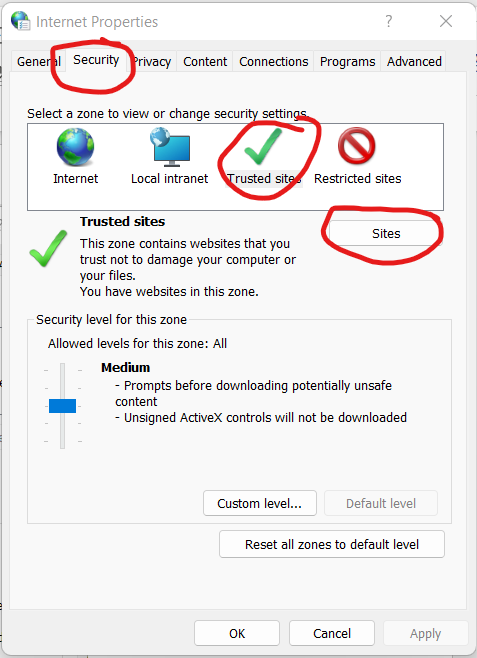 Internet Properties
General Security Privacy Content Connections Programs Advanced
Select a zone to view or change security settings.
Internet Local intranet Trusted sites Restricted sites
Trusted sites
Sites
This zone contains websites that you
trust not to damage your computer or
your files.
You have websites in this zone.
Security level for this zone
Allowed levels for this zone: All
Medium
- Prompts before downloading potentially unsafe
content
- Unsigned ActiveX controls will not be downloaded
Custom level... Default level
Reset all zones to default level
OK Cancel Apply